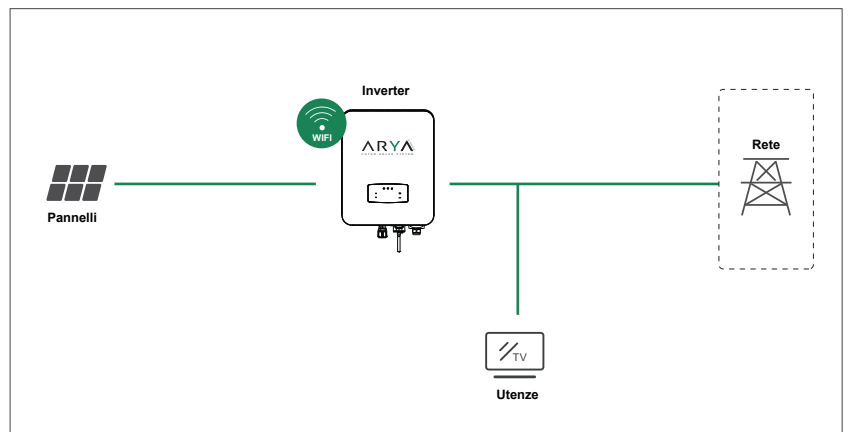 Inverter
WIFI
ARYA
Rete
Pannelli
TV
Utenze